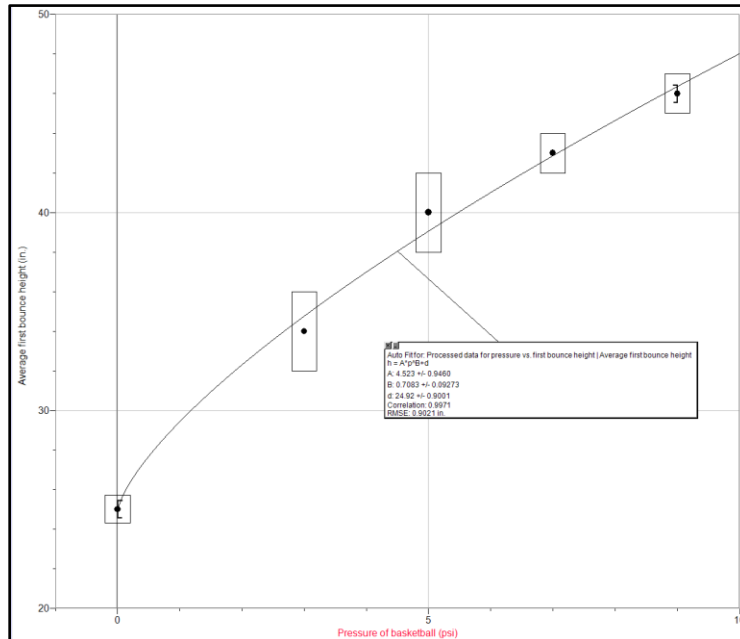 50
40
30
20
Average first bounce height (in.)
Auto Fit for: Processed data for pressure vs. first bounce height | Average first bounce height
h = A*p^B+d
A: 4.523 +/- 0.9460
B: 0.7083 +/- 0.09273
d: 24.92 +/- 0.9001
Correlation: 0.9971
RMSE: 0.9021 in.
0
5
10
Pressure of basketball (psi)